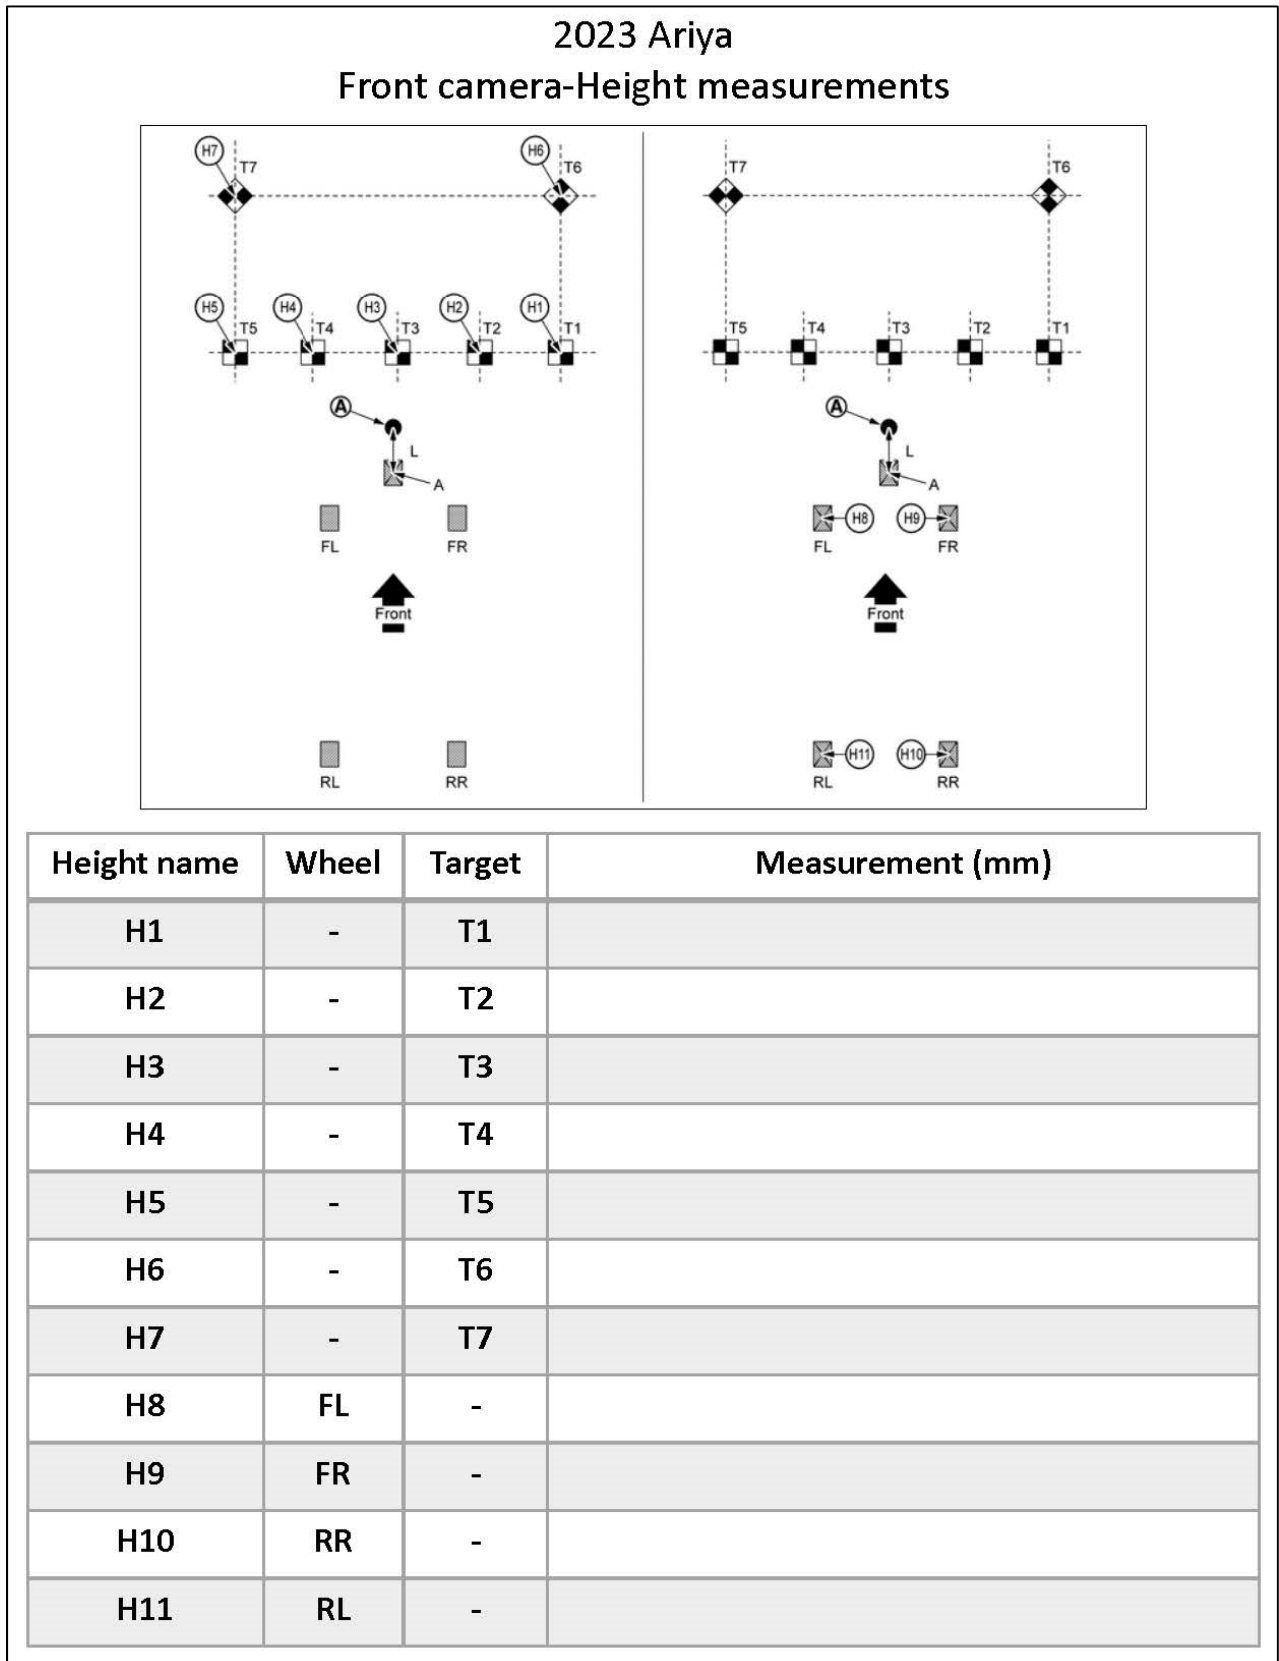 2023 Ariya
Front camera-Height measurements
H7 T7 H6 T6
H5 T5 H4 T4 H3 T3 H2 T2 H1 T1
A
L
A
FL FR
Front
RL RR
T7 T6
T5 T4 T3 T2 T1
A
L
A
H8 H9
FL FR
Front
H11 H10
RL RR
Height name Wheel Target Measurement (mm)
H1 - T1
H2 - T2
H3 - T3
H4 - T4
H5 - T5
H6 - T6
H7 - T7
H8 FL -
H9 FR -
H10 RR -
H11 RL -